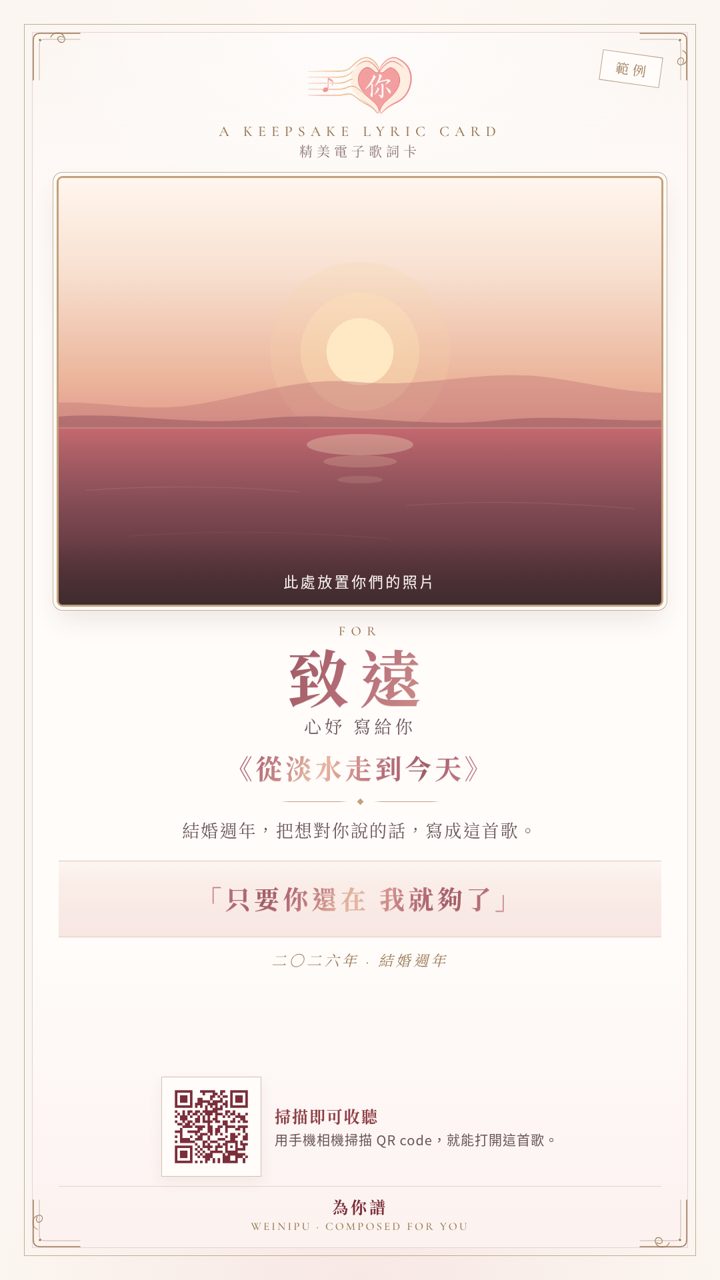 範例
你
A KEEPSAKE LYRIC CARD
精美電子歌詞卡
此處放置你們的照片
FOR
致遠
心妤 寫給你
《從淡水走到今天》
結婚週年，把想對你說的話，寫成這首歌。
「只要你還在 我就夠了」
二〇二六年 · 結婚週年
掃描即可收聽
用手機相機掃描 QR code，就能打開這首歌。
為你譜
WEINIPU · COMPOSED FOR YOU